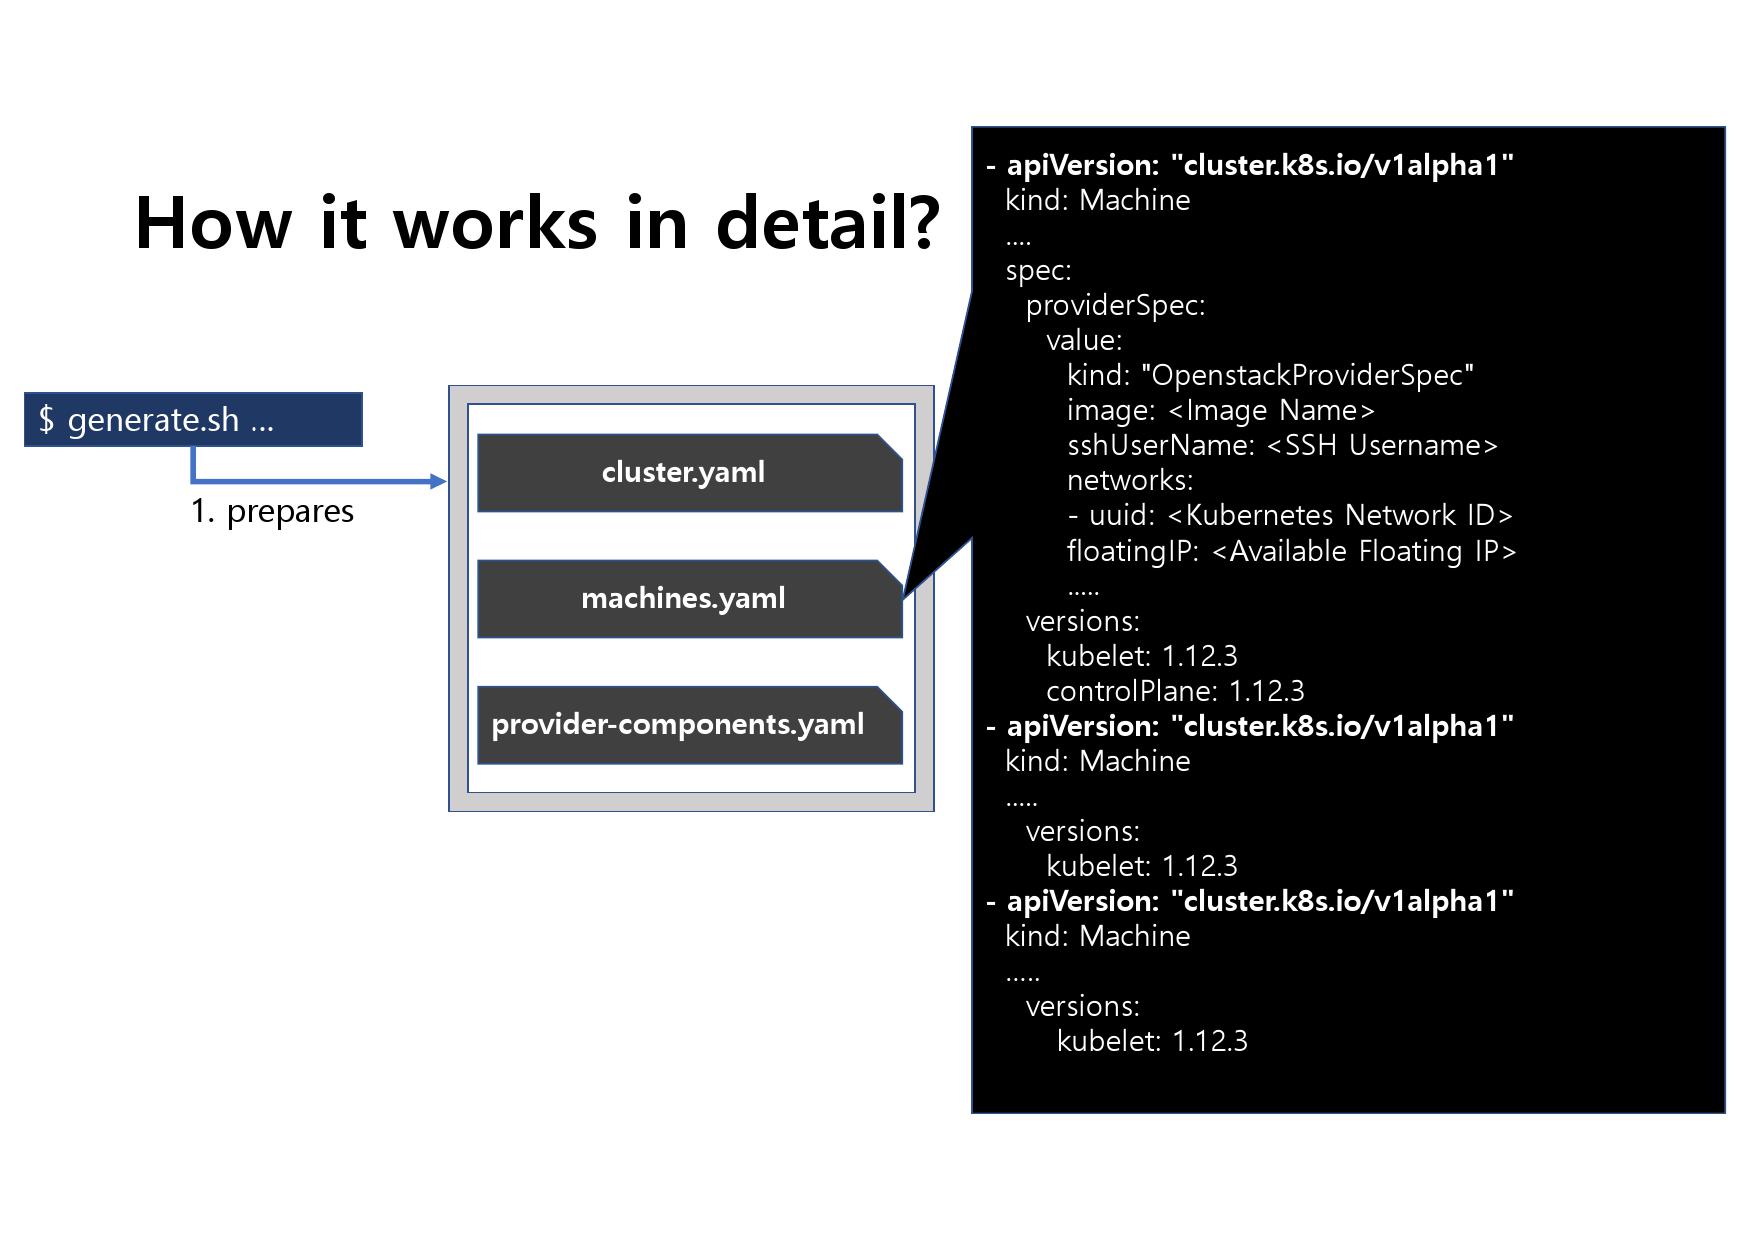 How it works in detail?
$ generate.sh ...
1. prepares
cluster.yaml
machines.yaml
provider-components.yaml
- apiVersion: "cluster.k8s.io/v1alpha1"
kind: Machine
....
spec:
providerSpec:
value:
kind: "OpenstackProviderSpec"
image: <Image Name>
sshUserName: <SSH Username>
networks:
- uuid: <Kubernetes Network ID>
floatingIP: <Available Floating IP>
.....
versions:
kubelet: 1.12.3
controlPlane: 1.12.3
- apiVersion: "cluster.k8s.io/v1alpha1"
kind: Machine
.....
versions:
kubelet: 1.12.3
- apiVersion: "cluster.k8s.io/v1alpha1"
kind: Machine
.....
versions:
kubelet: 1.12.3